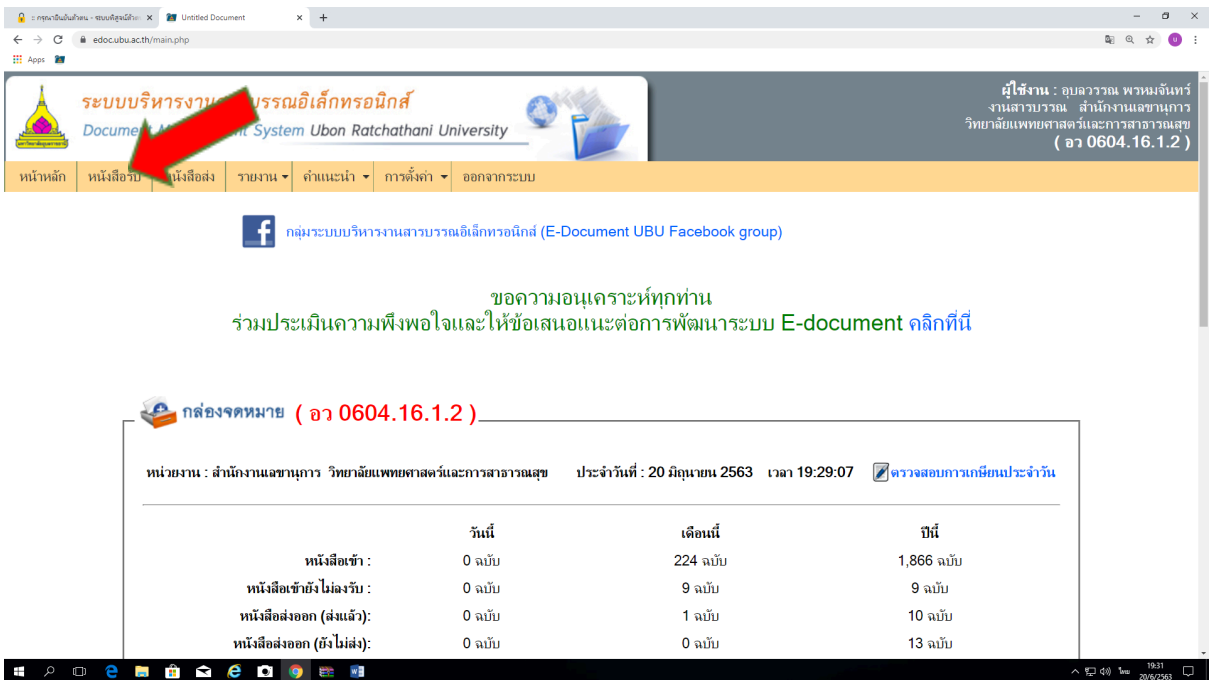 :: กรุณายืนยันตัวตน - ระบบพิสูจน์ตัวตน
Untitled Document
edoc.ubu.ac.th/main.php
Apps
ระบบบริหารงาน บรรณอิเล็กทรอนิกส์
Document System Ubon Ratchathani University
ผู้ใช้งาน : อุบลวรรณ พรหมจันทร์
งานสารบรรณ สำนักงานเลขานุการ
วิทยาลัยแพทยศาสตร์และการสาธารณสุข
( อว 0604.16.1.2 )
หน้าหลัก หนังสือรับ หนังสือส่ง รายงาน คำแนะนำ การตั้งค่า ออกจากระบบ
กลุ่มระบบบริหารงานสารบรรณอิเล็กทรอนิกส์ (E-Document UBU Facebook group)
ขอความอนุเคราะห์ทุกท่าน
ร่วมประเมินความพึงพอใจและให้ข้อเสนอแนะต่อการพัฒนาระบบ E-document คลิกที่นี่
กล่องจดหมาย ( อว 0604.16.1.2 )
หน่วยงาน : สำนักงานเลขานุการ วิทยาลัยแพทยศาสตร์และการสาธารณสุข ประจำวันที่ : 20 มิถุนายน 2563 เวลา 19:29:07 ตรวจสอบการเกษียนประจำวัน
วันนี้ เดือนนี้ ปีนี้
หนังสือเข้า : 0 ฉบับ 224 ฉบับ 1,866 ฉบับ
หนังสือเข้ายังไม่ลงรับ : 0 ฉบับ 9 ฉบับ 9 ฉบับ
หนังสือส่งออก (ส่งแล้ว): 0 ฉบับ 1 ฉบับ 10 ฉบับ
หนังสือส่งออก (ยังไม่ส่ง): 0 ฉบับ 0 ฉบับ 13 ฉบับ
ไทย 19:31
20/6/2563